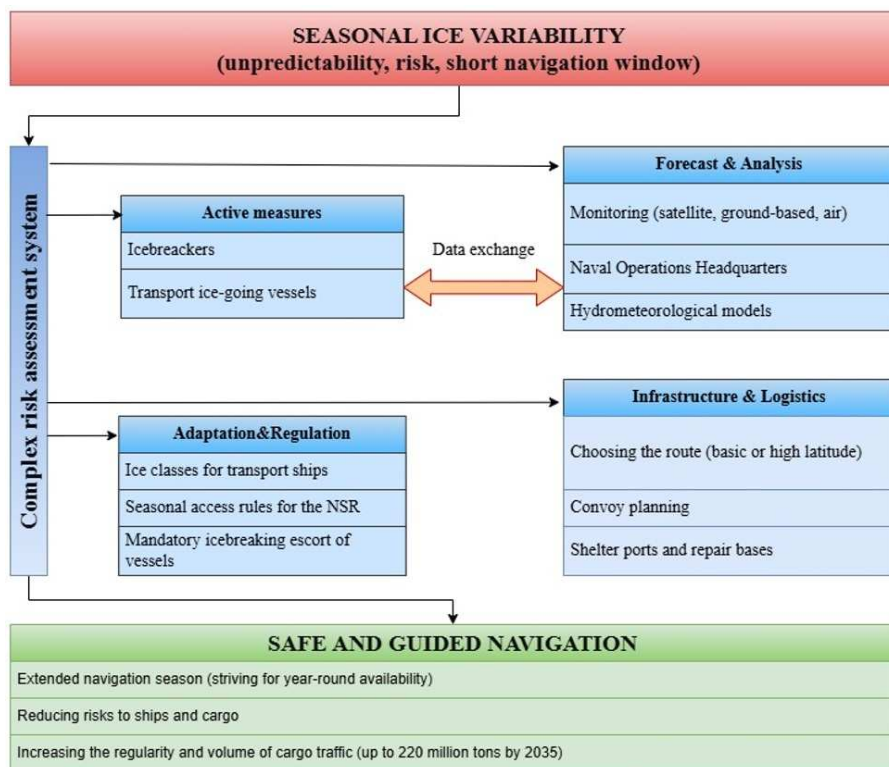 SEASONAL ICE VARIABILITY
(unpredictability, risk, short navigation window)
Complex risk assessment system
Forecast & Analysis
Monitoring (satellite, ground-based, air)
Naval Operations Headquarters
Hydrometeorological models
Active measures
Icebreackers
Transport ice-going vessels
Data exchange
Infrastructure & Logistics
Choosing the route (basic or high latitude)
Convoy planning
Shelter ports and repair bases
Adaptation&Regulation
Ice classes for transport ships
Seasonal access rules for the NSR
Mandatory icebreaking escort of
vessels
SAFE AND GUIDED NAVIGATION
Extended navigation season (striving for year-round availability)
Reducing risks to ships and cargo
Increasing the regularity and volume of cargo traffic (up to 220 million tons by 2035)